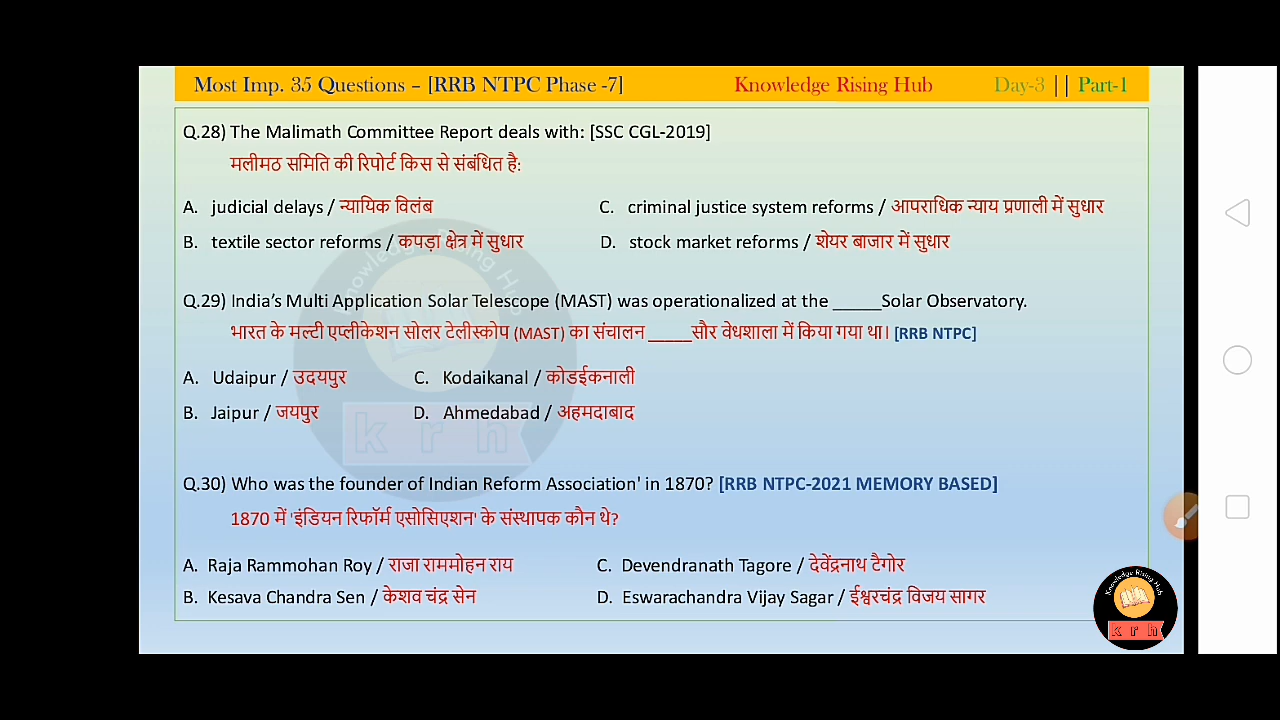 Most Imp. 35 Questions – [RRB NTPC Phase -7] Knowledge Rising Hub Day-3 || Part-1
Q.28) The Malimath Committee Report deals with: [SSC CGL-2019]
मलीमठ समिति की रिपोर्ट किस से संबंधित है:
A. judicial delays / न्यायिक विलंब C. criminal justice system reforms / आपराधिक न्याय प्रणाली में सुधार
B. textile sector reforms / कपड़ा क्षेत्र में सुधार D. stock market reforms / शेयर बाजार में सुधार
Q.29) India's Multi Application Solar Telescope (MAST) was operationalized at the _____Solar Observatory.
भारत के मल्टी एप्लीकेशन सोलर टेलीस्कोप (MAST) का संचालन _____सौर वेधशाला में किया गया था। [RRB NTPC]
A. Udaipur / उदयपुर C. Kodaikanal / कोडईकनाली
B. Jaipur / जयपुर D. Ahmedabad / अहमदाबाद
Q.30) Who was the founder of Indian Reform Association' in 1870? [RRB NTPC-2021 MEMORY BASED]
1870 में 'इंडियन रिफॉर्म एसोसिएशन' के संस्थापक कौन थे?
A. Raja Rammohan Roy / राजा राममोहन राय C. Devendranath Tagore / देवेंद्रनाथ टैगोर
B. Kesava Chandra Sen / केशव चंद्र सेन D. Eswarachandra Vijay Sagar / ईश्वरचंद्र विजय सागर
Knowledge Rising Hub
k r h
Knowledge Rising Hub
k r h